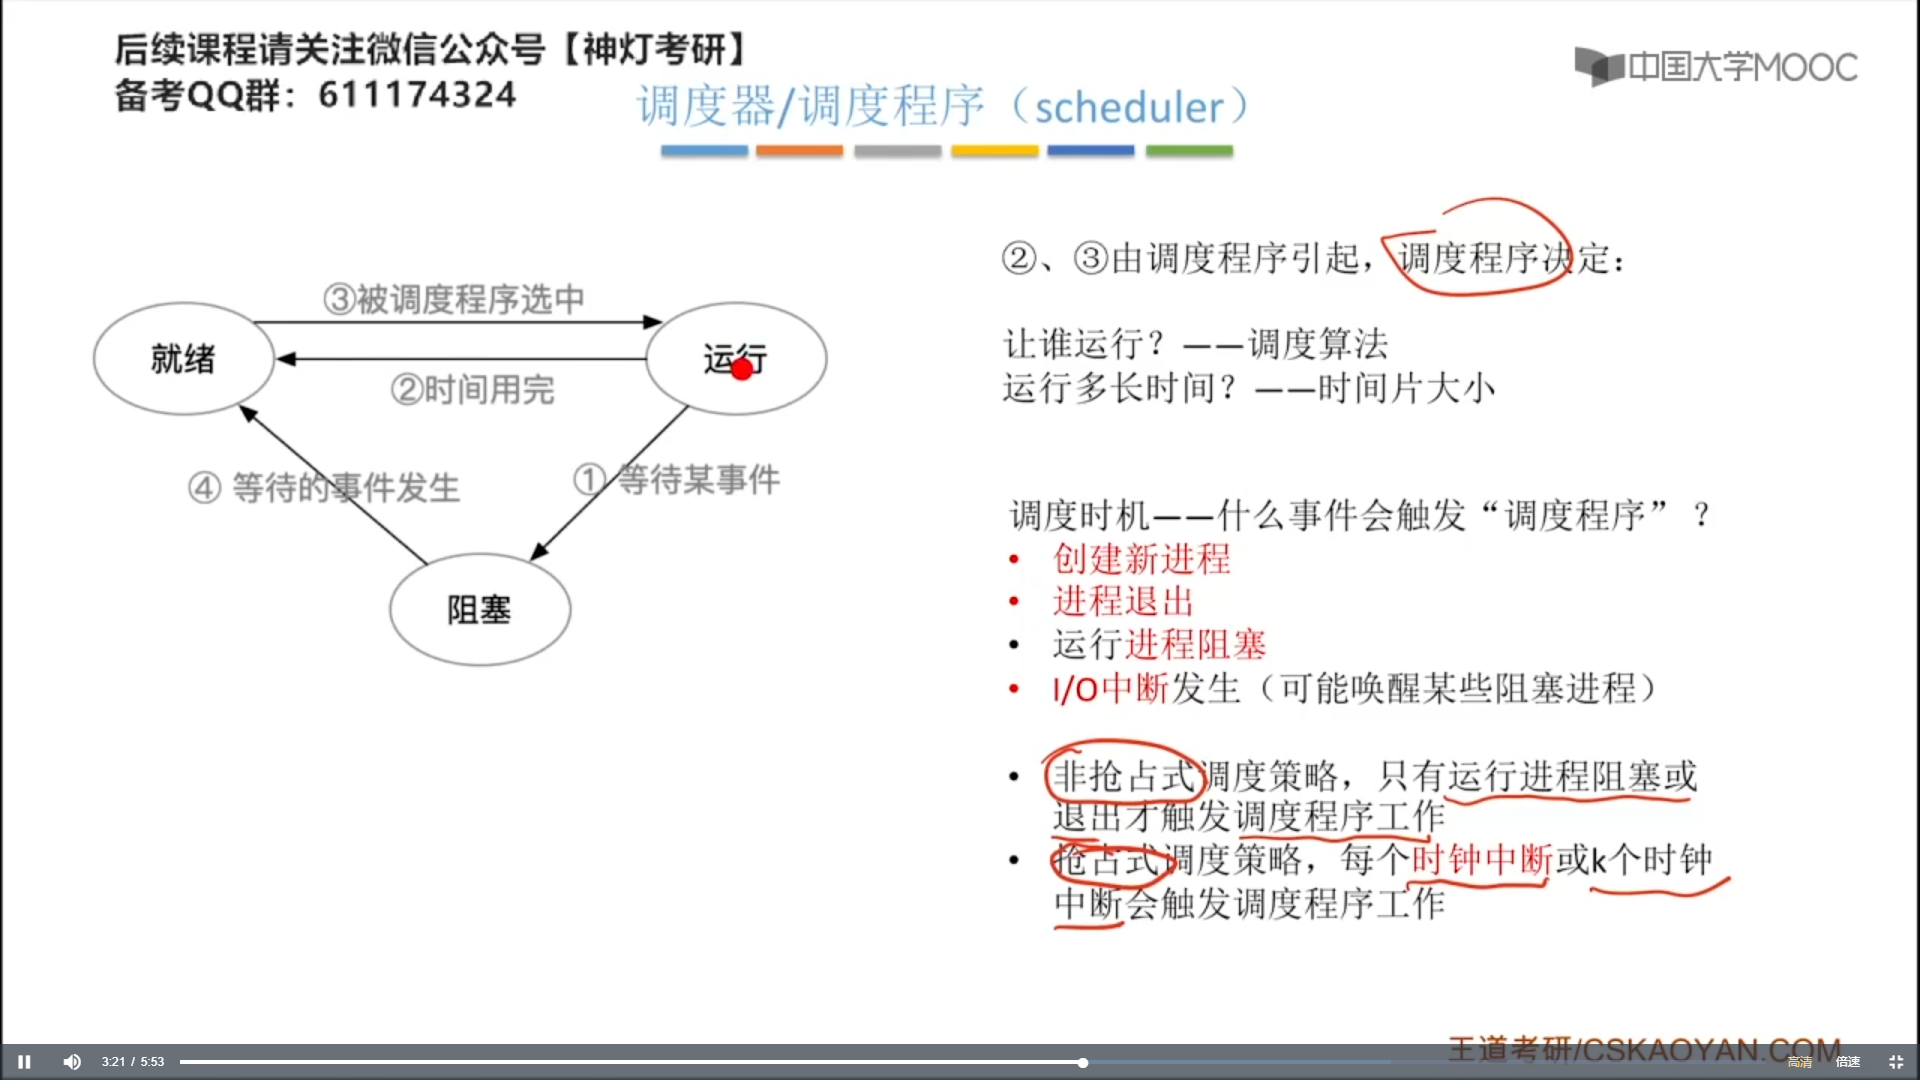 后续课程请关注微信公众号【神灯考研】
备考QQ群：611174324
中国大学MOOC
调度器/调度程序（scheduler）
③被调度程序选中
就绪
运行
②时间用完
④ 等待的事件发生
① 等待某事件
阻塞
②、③由调度程序引起，调度程序决定：
让谁运行？——调度算法
运行多长时间？——时间片大小
调度时机——什么事件会触发“调度程序”？
• 创建新进程
• 进程退出
• 运行进程阻塞
• I/O中断发生（可能唤醒某些阻塞进程）
• 非抢占式调度策略，只有运行进程阻塞或
退出才触发调度程序工作
• 抢占式调度策略，每个时钟中断或k个时钟
中断会触发调度程序工作
王道考研/CSKAOYAN.COM
3:21 / 5:53
高清
倍速